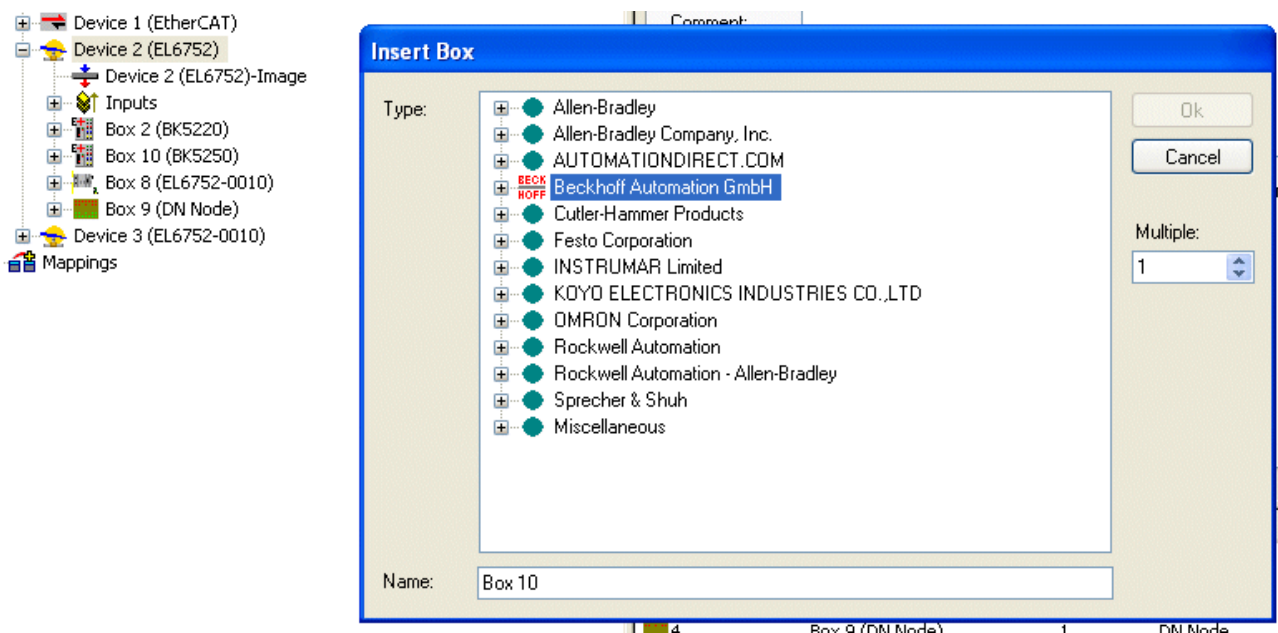 Device 1 (EtherCAT)
Device 2 (EL6752)
Device 2 (EL6752)-Image
Inputs
Box 2 (BK5220)
Box 10 (BK5250)
Box 8 (EL6752-0010)
Box 9 (DN Node)
Device 3 (EL6752-0010)
Mappings
Comment:
Insert Box
Type:
Allen-Bradley
Allen-Bradley Company, Inc.
AUTOMATIONDIRECT.COM
BECK
HOFF
Beckhoff Automation GmbH
Cutler-Hammer Products
Festo Corporation
INSTRUMAR Limited
KOYO ELECTRONICS INDUSTRIES CO.,LTD
OMRON Corporation
Rockwell Automation
Rockwell Automation - Allen-Bradley
Sprecher & Shuh
Miscellaneous
Ok
Cancel
Multiple:
1
Name:
Box 10
4 Box 9 (DN Node) 1 DN Node